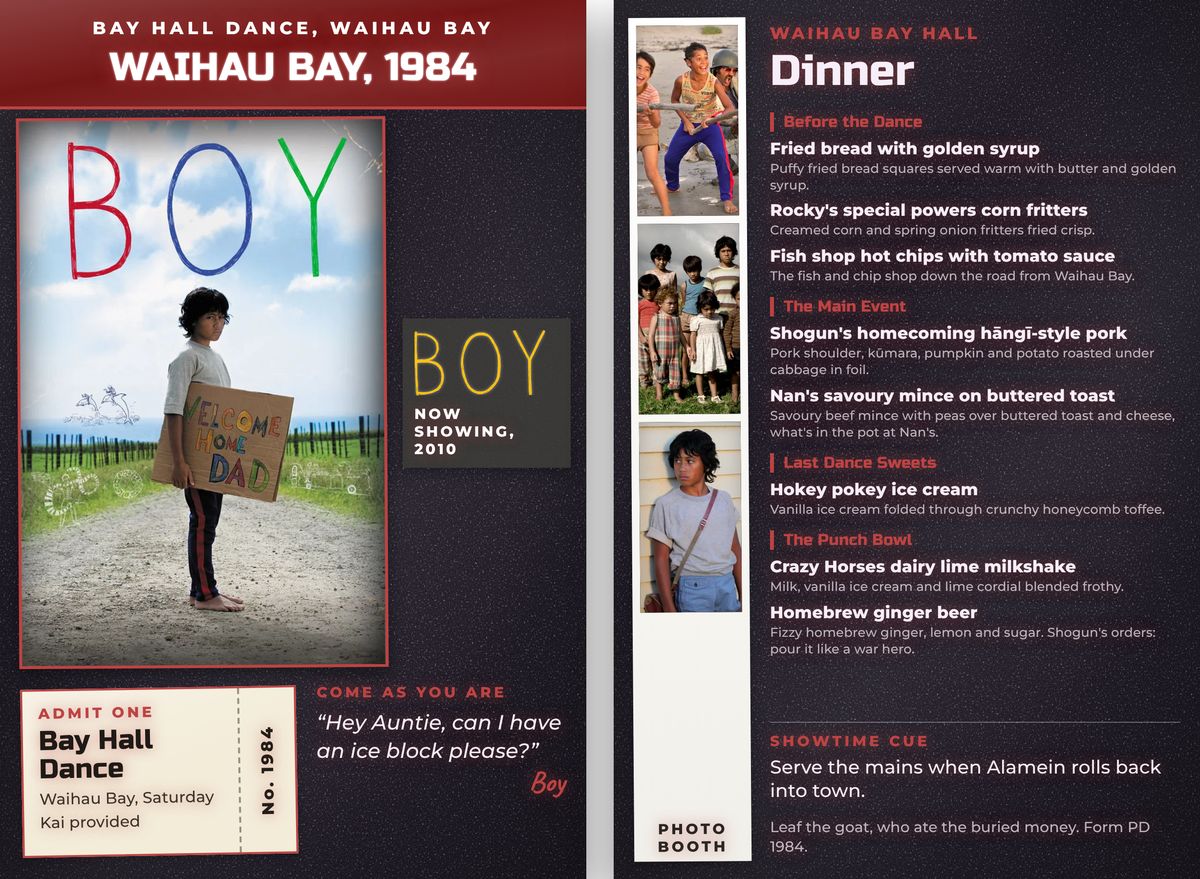 BAY HALL DANCE, WAIHAU BAY
WAIHAU BAY, 1984
BOY
WELCOME
HOME
DAD
BOY
NOW
SHOWING,
2010
ADMIT ONE
Bay Hall
Dance
Waihau Bay, Saturday
Kai provided
No. 1984
COME AS YOU ARE
“Hey Auntie, can I have
an ice block please?”
Boy
PHOTO
BOOTH
WAIHAU BAY HALL
Dinner
Before the Dance
Fried bread with golden syrup
Puffy fried bread squares served warm with butter and golden
syrup.
Rocky's special powers corn fritters
Creamed corn and spring onion fritters fried crisp.
Fish shop hot chips with tomato sauce
The fish and chip shop down the road from Waihau Bay.
The Main Event
Shogun's homecoming hāngī-style pork
Pork shoulder, kūmara, pumpkin and potato roasted under
cabbage in foil.
Nan's savoury mince on buttered toast
Savoury beef mince with peas over buttered toast and cheese,
what's in the pot at Nan's.
Last Dance Sweets
Hokey pokey ice cream
Vanilla ice cream folded through crunchy honeycomb toffee.
The Punch Bowl
Crazy Horses dairy lime milkshake
Milk, vanilla ice cream and lime cordial blended frothy.
Homebrew ginger beer
Fizzy homebrew ginger, lemon and sugar. Shogun's orders:
pour it like a war hero.
SHOWTIME CUE
Serve the mains when Alamein rolls back
into town.
Leaf the goat, who ate the buried money. Form PD
1984.